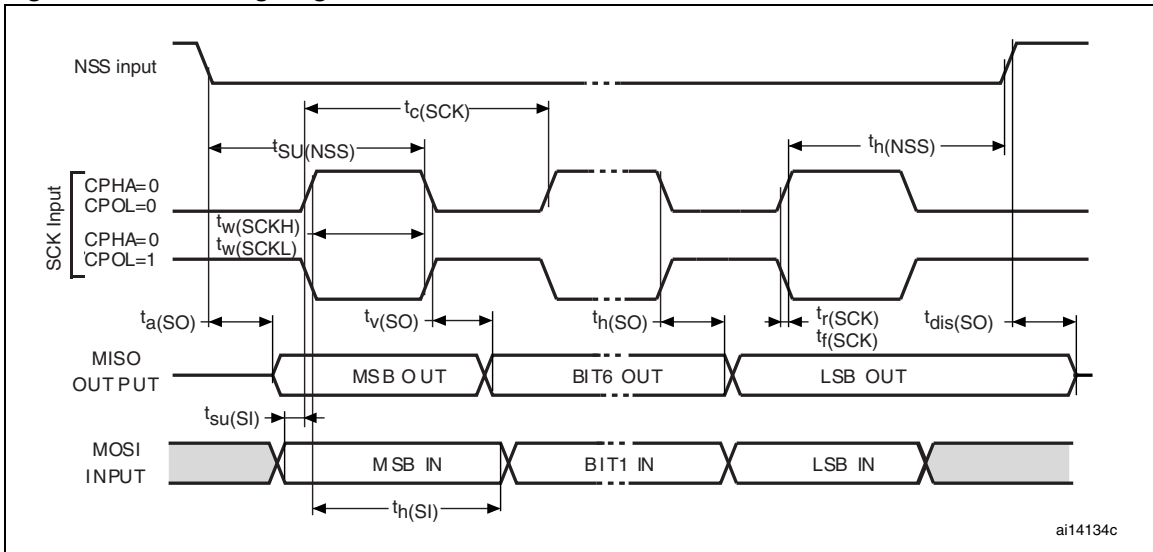 NSS input
tc(SCK)
tSU(NSS)
th(NSS)
SCK Input
CPHA=0
CPOL=0
tw(SCKH)
CPHA=0
tw(SCKL)
CPOL=1
ta(SO)
tv(SO)
th(SO)
tr(SCK)
tf(SCK)
tdis(SO)
MISO
OUTPUT
MSB OUT
BIT6 OUT
LSB OUT
tsu(SI)
MOSI
INPUT
MSB IN
BIT1 IN
LSB IN
th(SI)
ai14134c